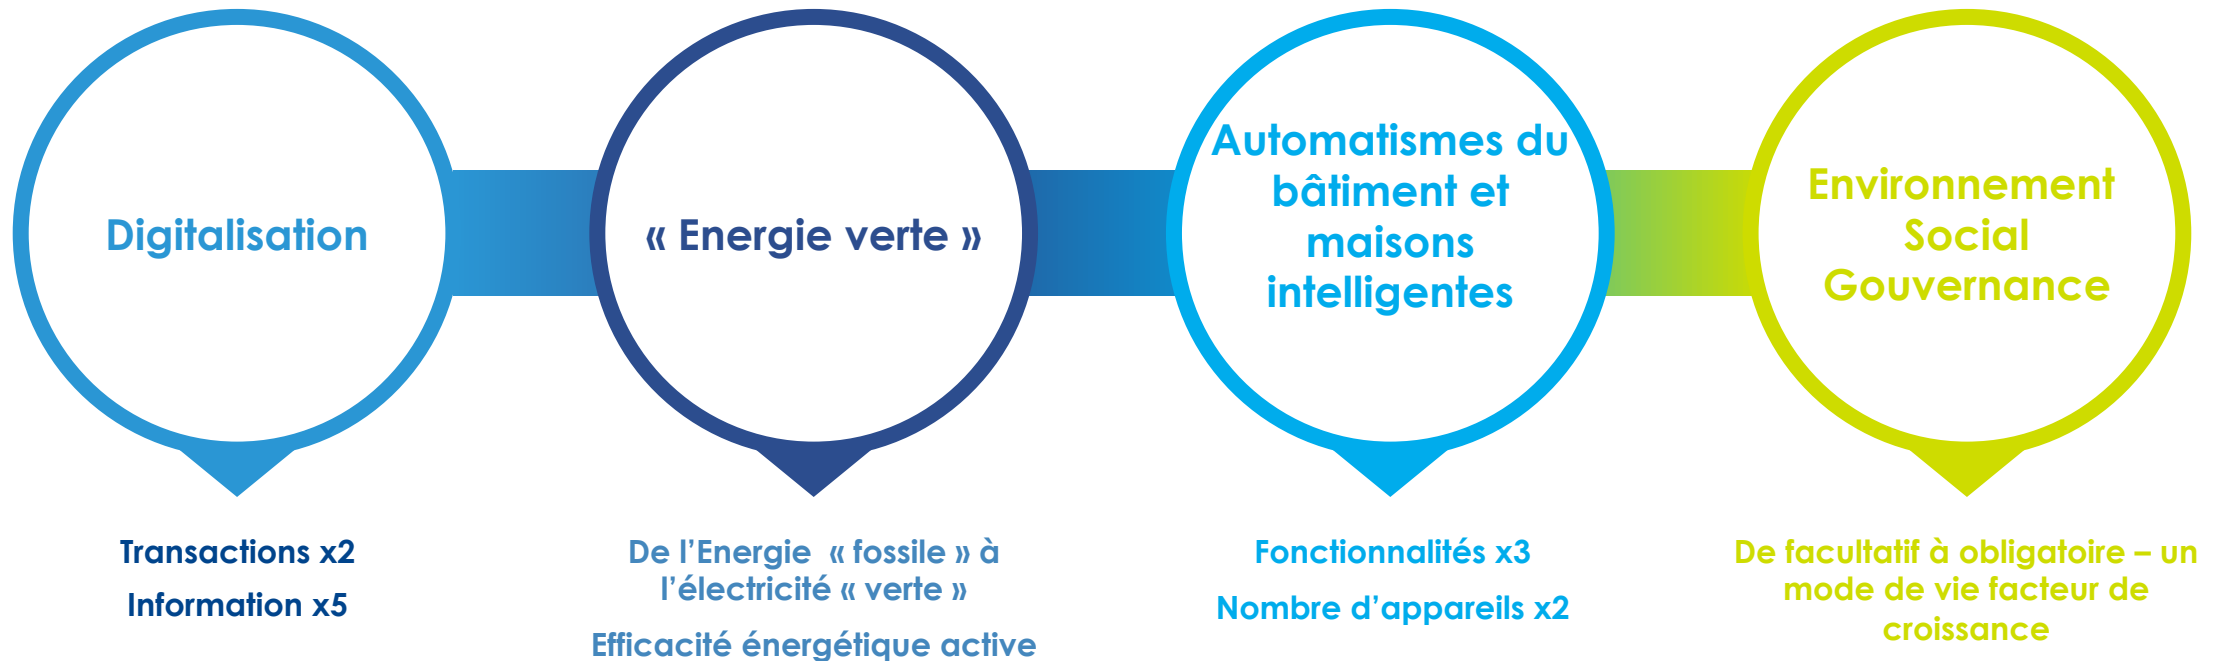 Digitalisation
« Energie verte »
Automatismes du
bâtiment et
maisons
intelligentes
Environnement
Social
Gouvernance
Transactions x2
Information x5
De l’Energie  « fossile » à
l’électricité « verte »
Efficacité énergétique active
Fonctionnalités x3
Nombre d’appareils x2
De facultatif à obligatoire – un
mode de vie facteur de
croissance